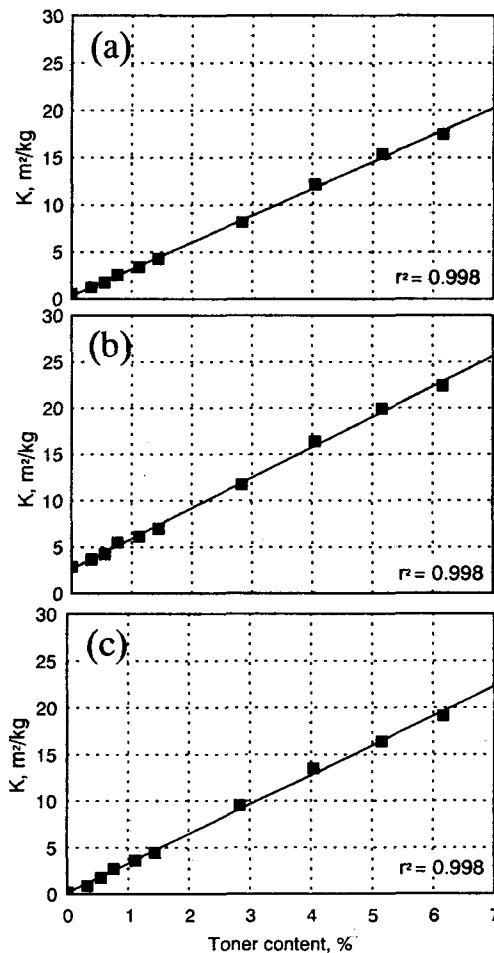 30
(a)
25
20
15
10
5
0
K, m²/kg
r² = 0.998
30
(b)
25
20
15
10
5
0
K, m²/kg
r² = 0.998
30
(c)
25
20
15
10
5
0
K, m²/kg
r² = 0.998
0 1 2 3 4 5 6 7
Toner content, %